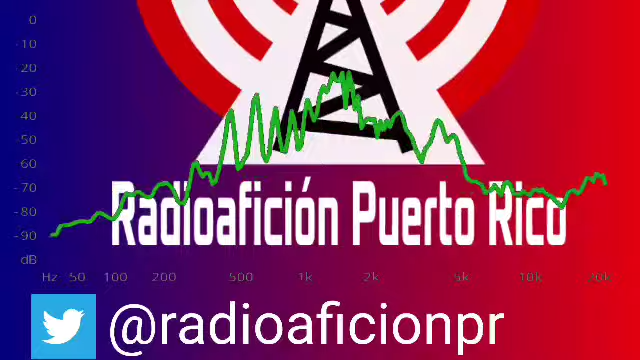 0
-10
-20
-30
-40
-50
-60
-70
-80
-90
dB
Hz 50 100 200 500 1k 2k 5k 10k 20k
Radioafición Puerto Rico
@radioaficionpr